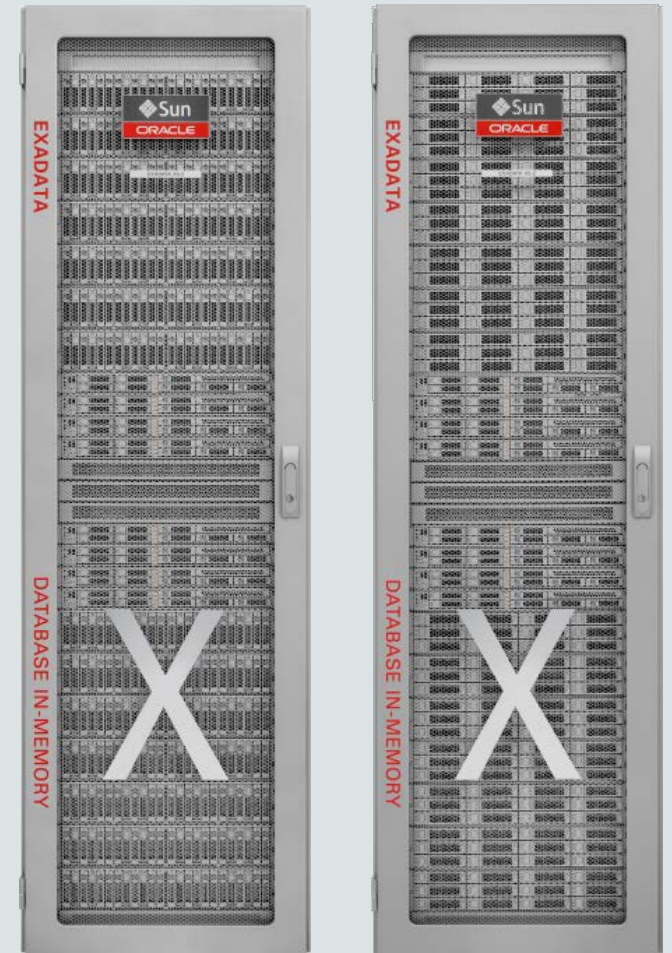 Sun
ORACLE
EXADATA
DATABASE IN-MEMORY
X
Sun
ORACLE
EXADATA
DATABASE IN-MEMORY
X